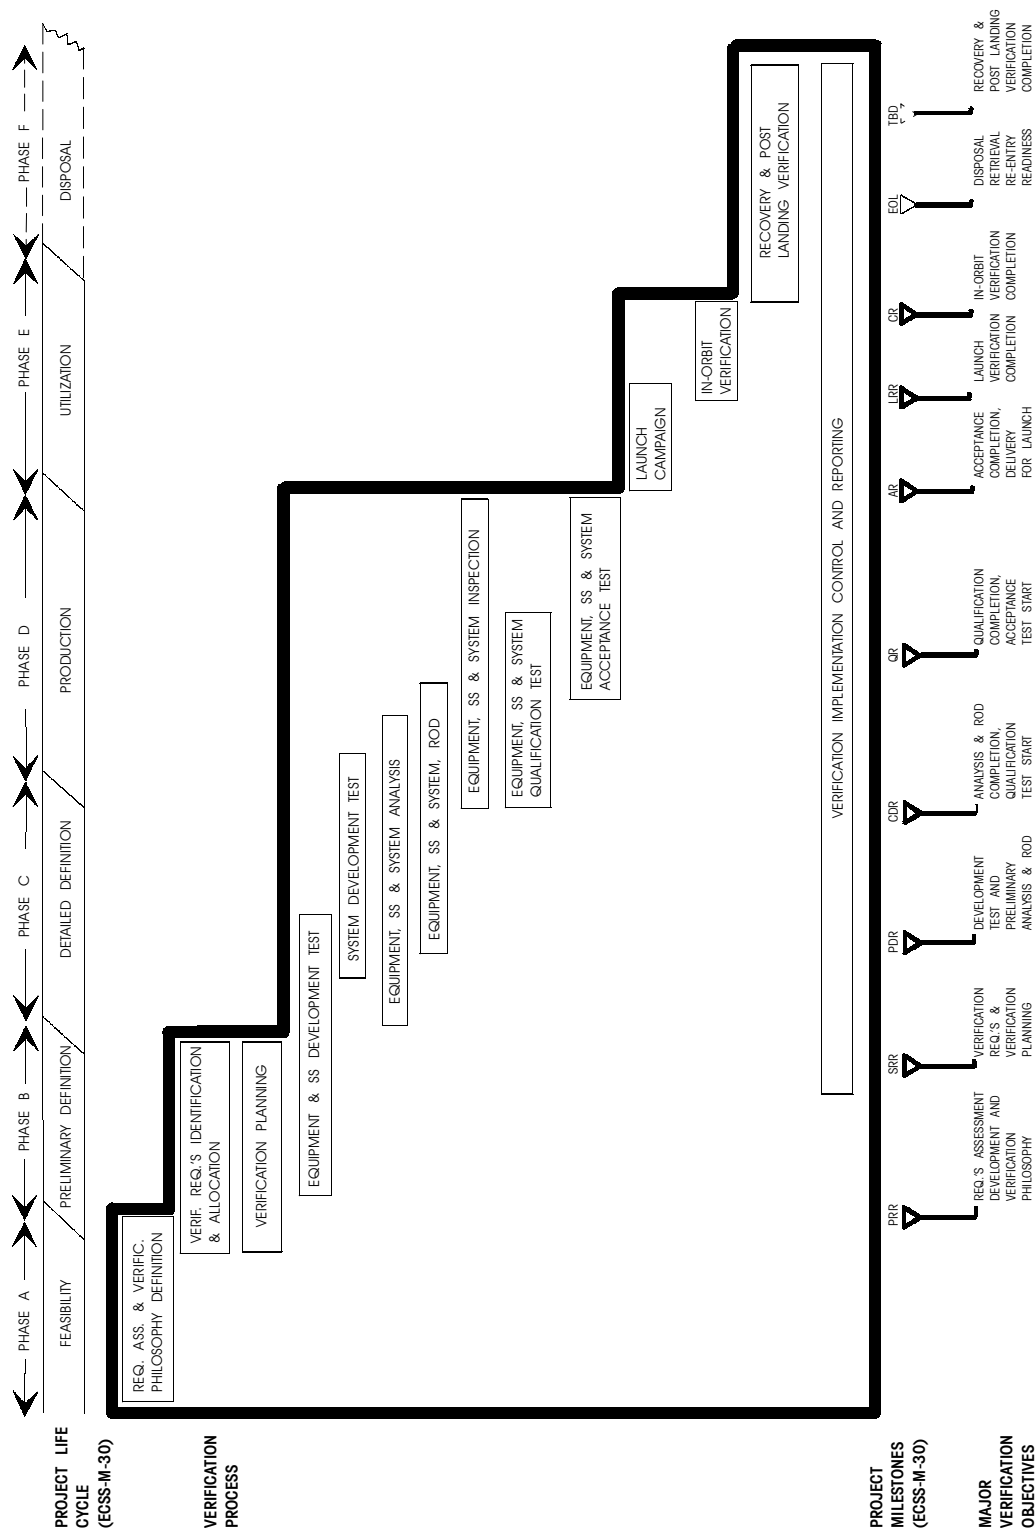 PROJECT LIFE
CYCLE
(ECSS-M-30)
PHASE A
PHASE B
PHASE C
PHASE D
PHASE E
PHASE F
FEASIBILITY
PRELIMINARY DEFINITION
DETAILED DEFINITION
PRODUCTION
UTILIZATION
DISPOSAL
VERIFICATION
PROCESS
REQ. ASS. & VERIFIC.
PHILOSOPHY DEFINITION
VERIF. REQ.'S IDENTIFICATION
& ALLOCATION
VERIFICATION PLANNING
EQUIPMENT & SS DEVELOPMENT TEST
SYSTEM DEVELOPMENT TEST
EQUIPMENT, SS & SYSTEM ANALYSIS
EQUIPMENT, SS & SYSTEM, ROD
EQUIPMENT, SS & SYSTEM INSPECTION
EQUIPMENT, SS & SYSTEM
QUALIFICATION TEST
EQUIPMENT, SS & SYSTEM
ACCEPTANCE TEST
LAUNCH
CAMPAIGN
IN-ORBIT
VERIFICATION
RECOVERY & POST
LANDING VERIFICATION
VERIFICATION IMPLEMENTATION CONTROL AND REPORTING
PROJECT
MILESTONES
(ECSS-M-30)
PRR
SRR
PDR
CDR
QR
AR
LRR
CR
EOL
TBD
MAJOR
VERIFICATION
OBJECTIVES
REQ.'S ASSESSMENT
DEVELOPMENT AND
VERIFICATION
PHILOSOPHY
VERIFICATION
REQ.'S &
VERIFICATION
PLANNING
DEVELOPMENT
TEST AND
PRELIMINARY
ANALYSIS & ROD
ANALYSIS & ROD
COMPLETION,
QUALIFICATION
TEST START
QUALIFICATION
COMPLETION,
ACCEPTANCE
TEST START
ACCEPTANCE
COMPLETION,
DELIVERY
FOR LAUNCH
LAUNCH
VERIFICATION
COMPLETION
IN-ORBIT
VERIFICATION
COMPLETION
DISPOSAL
RETRIEVAL
RE-ENTRY
READINESS
RECOVERY &
POST LANDING
VERIFICATION
COMPLETION